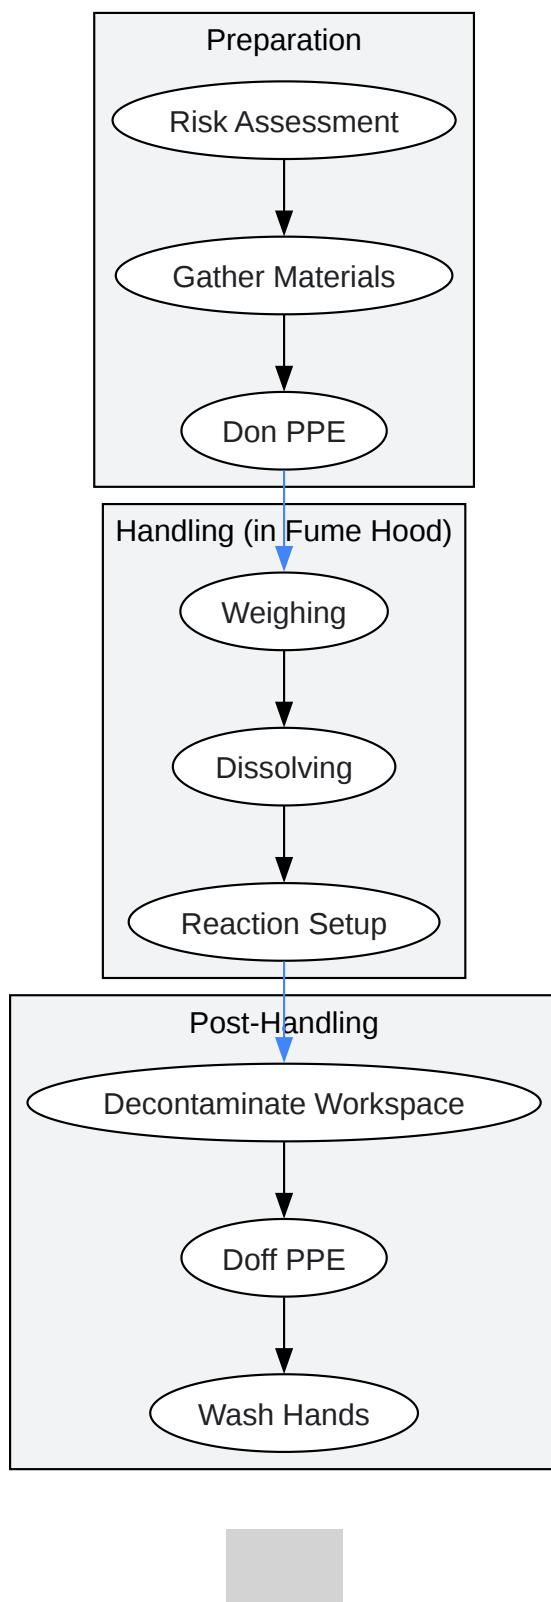 Preparation
Risk Assessment
Gather Materials
Don PPE
Handling (in Fume Hood)
Weighing
Dissolving
Reaction Setup
Post-Handling
Decontaminate Workspace
Doff PPE
Wash Hands